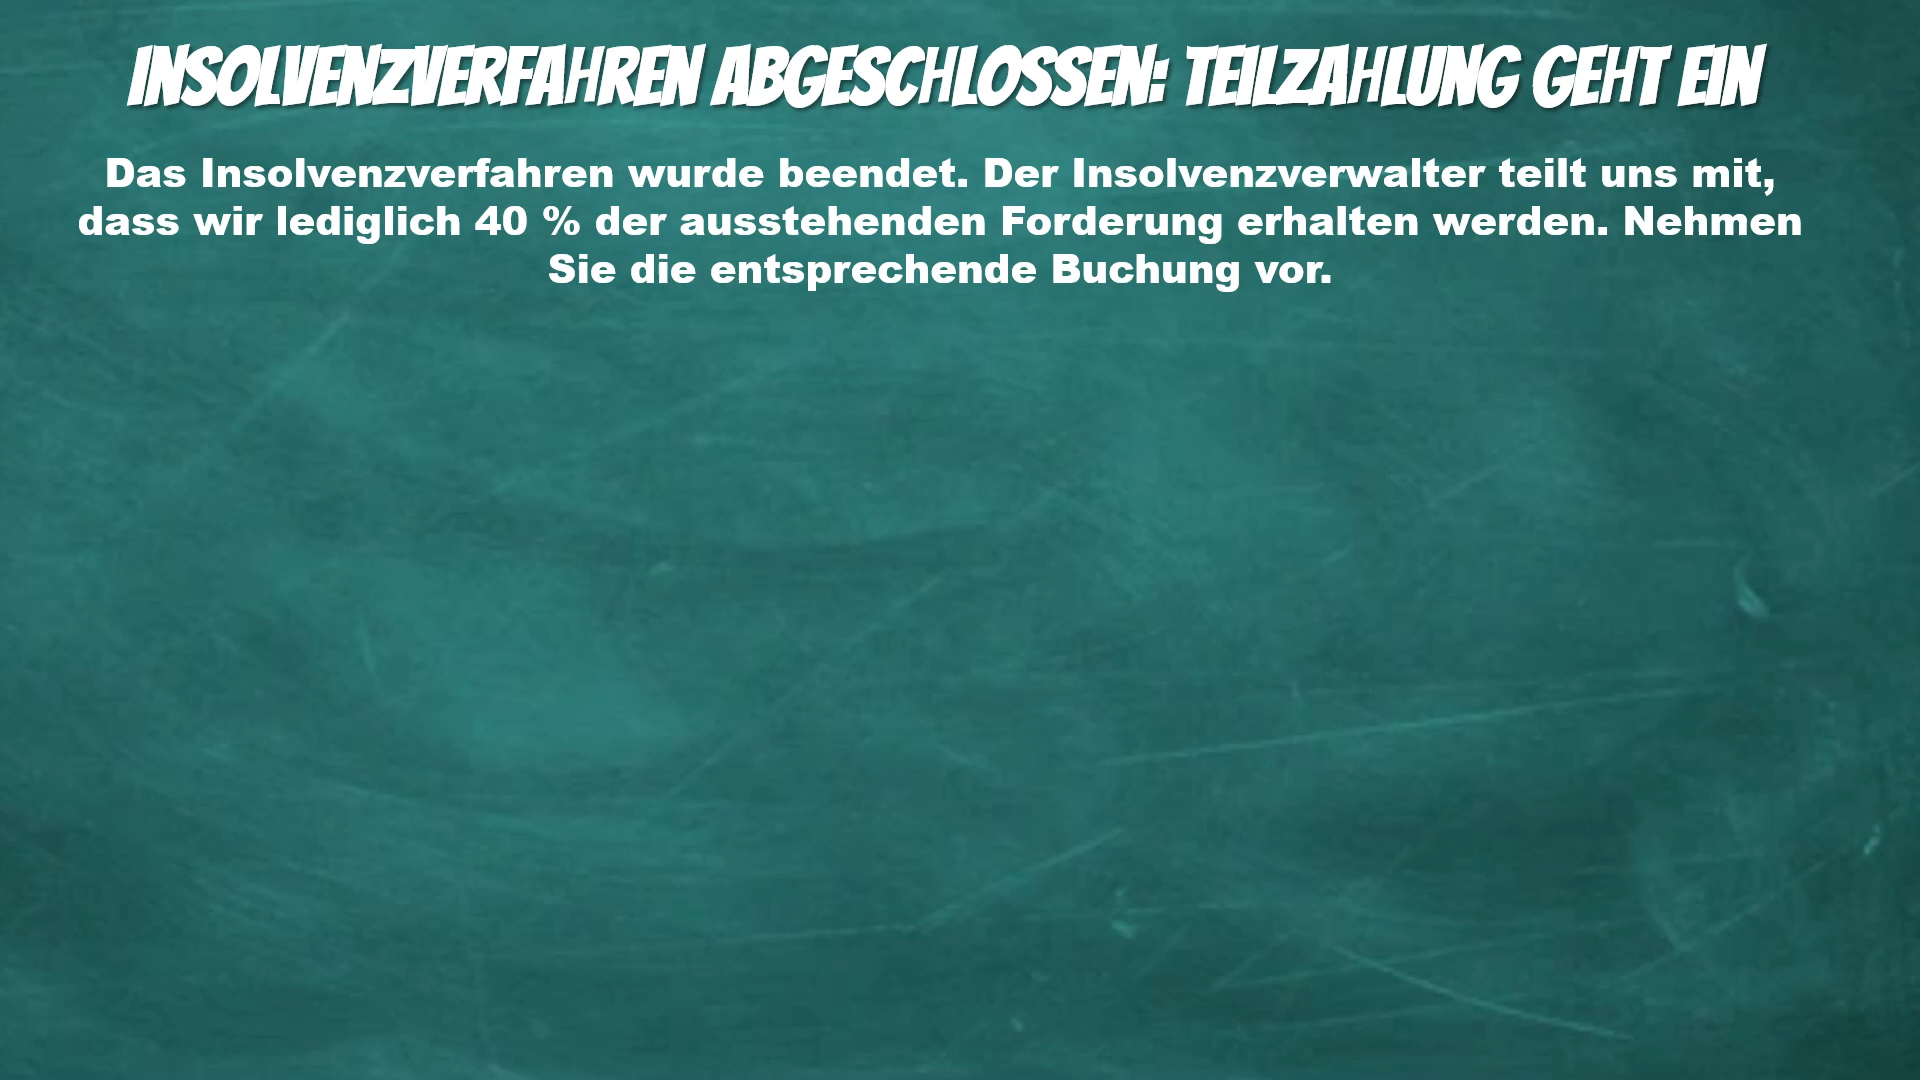 INSOLVENZVERFAHREN ABGESCHLOSSEN: TEILZAHLUNG GEHT EIN
Das Insolvenzverfahren wurde beendet. Der Insolvenzverwalter teilt uns mit,
dass wir lediglich 40 % der ausstehenden Forderung erhalten werden. Nehmen
Sie die entsprechende Buchung vor.